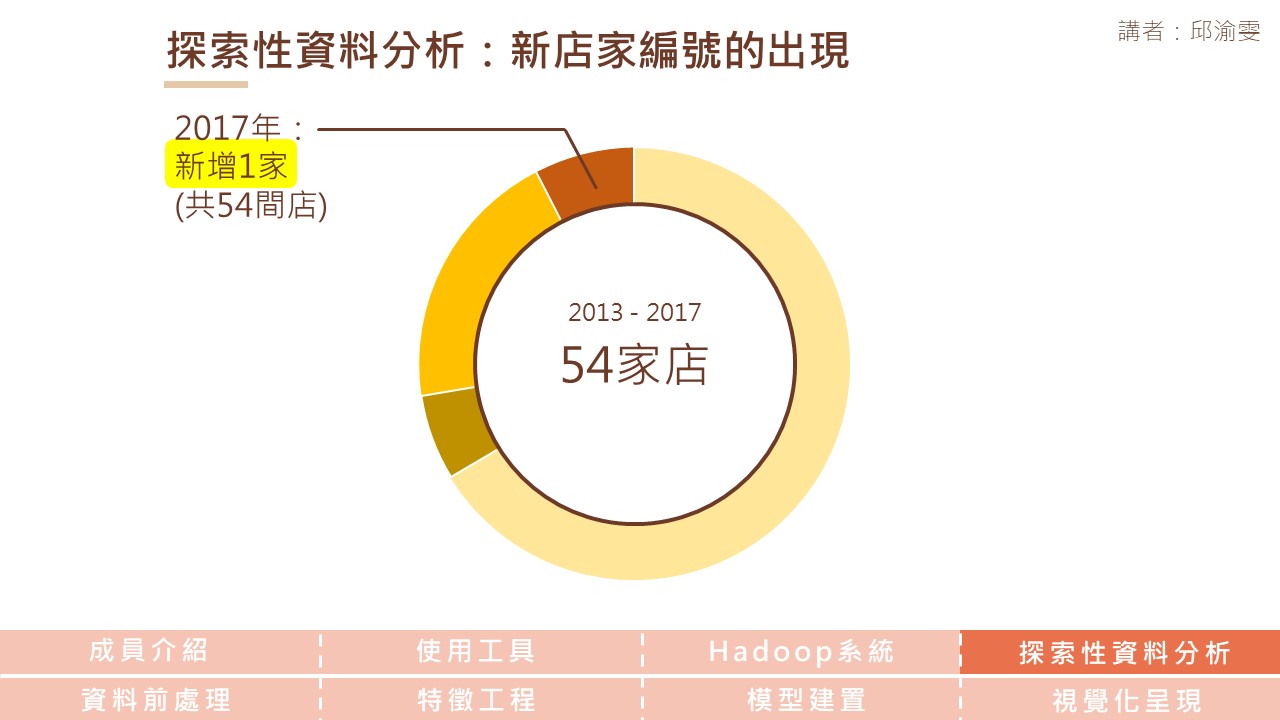 探索性資料分析：新店家編號的出現
講者：邱渝雯
2017年：
新增1家
(共54間店)
2013 - 2017
54家店
成員介紹
使用工具
Hadoop系統
探索性資料分析
資料前處理
特徵工程
模型建置
視覺化呈現